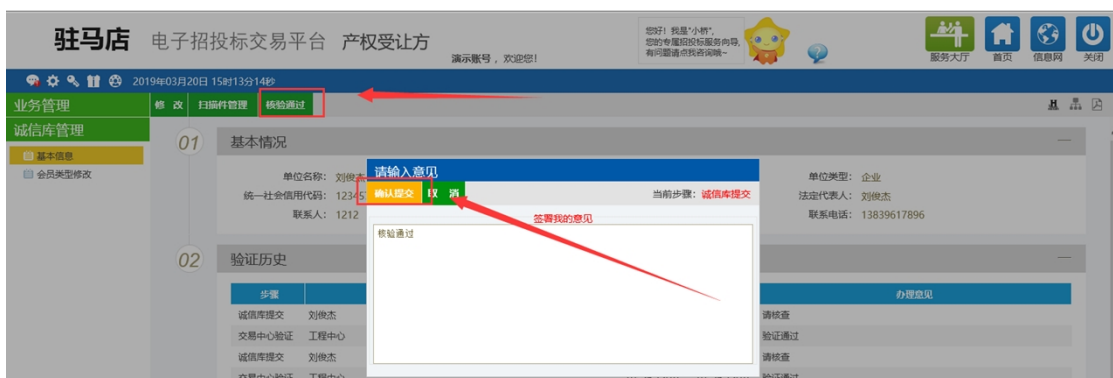 驻马店 电子招投标交易平台 产权受让方
演示账号，欢迎您!
您好！我是“小桥”，
您的专属招投标服务向导，
有问题请点我咨询哦~
服务大厅 首页 信息网 关闭
2019年03月20日 15时13分14秒
业务管理
修 改 扫描件管理 核验通过
诚信库管理
基本信息
会员类型修改
01 基本情况
单位名称: 刘俊杰
单位类型: 企业
统一社会信用代码: 12345
法定代表人: 刘俊杰
联系人: 1212
联系电话: 13839617896
请输入意见
确认提交 取 消
当前步骤: 诚信库提交
签署我的意见
核验通过
02 验证历史
步骤 办理意见
诚信库提交 刘俊杰 请核查
交易中心验证 工程中心 验证通过
诚信库提交 刘俊杰 请核查
交易中心验证 工程中心 验证通过